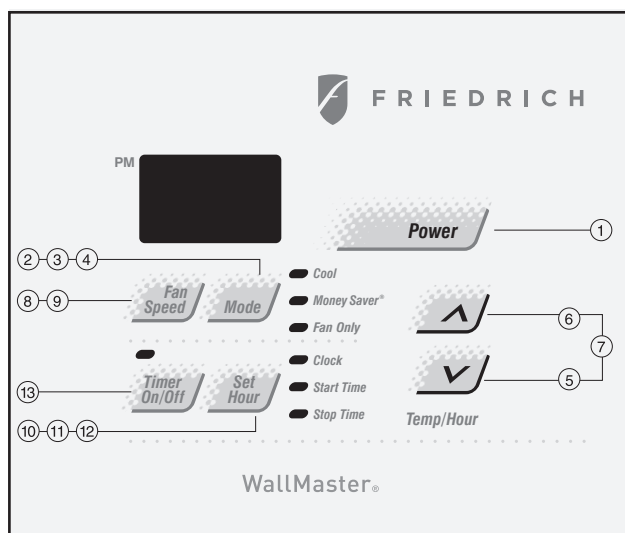 FRIEDRICH
PM
Power
1
2 3 4
Cool
Fan
Speed
Mode
Money Saver®
8 9
Fan Only
6
7
Clock
Timer
On/Off
Set
Hour
Start Time
5
13
Stop Time
Temp/Hour
10 11 12
WallMaster®